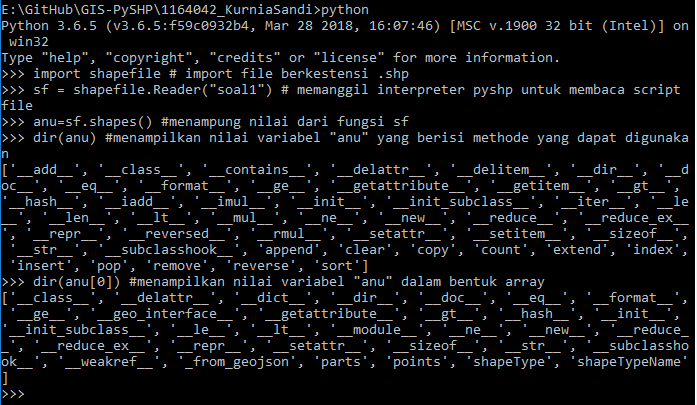 E:\GitHub\GIS-PySHP\1164042_KurniaSandi>python
Python 3.6.5 (v3.6.5:f59c0932b4, Mar 28 2018, 16:07:46) [MSC v.1900 32 bit (Intel)] on
 win32
Type "help", "copyright", "credits" or "license" for more information.
>>> import shapefile # import file berkestensi .shp
>>> sf = shapefile.Reader("soal1") # memanggil interpreter pyshp untuk membaca script
file
>>> anu=sf.shapes() #menampung nilai dari fungsi sf
>>> dir(anu) #menampilkan nilai variabel "anu" yang berisi methode yang dapat digunaka
n
['__add__', '__class__', '__contains__', '__delattr__', '__delitem__', '__dir__', '__d
oc__', '__eq__', '__format__', '__ge__', '__getattribute__', '__getitem__', '__gt__',
'__hash__', '__iadd__', '__imul__', '__init__', '__init_subclass__', '__iter__', '__le
__', '__len__', '__lt__', '__mul__', '__ne__', '__new__', '__reduce__', '__reduce_ex__
', '__repr__', '__reversed__', '__rmul__', '__setattr__', '__setitem__', '__sizeof__',
 '__str__', '__subclasshook__', 'append', 'clear', 'copy', 'count', 'extend', 'index',
 'insert', 'pop', 'remove', 'reverse', 'sort']
>>> dir(anu[0]) #menampilkan nilai variabel "anu" dalam bentuk array
['__class__', '__delattr__', '__dict__', '__dir__', '__doc__', '__eq__', '__format__',
 '__ge__', '__geo_interface__', '__getattribute__', '__gt__', '__hash__', '__init__',
'__init_subclass__', '__le__', '__lt__', '__module__', '__ne__', '__new__', '__reduce_
_', '__reduce_ex__', '__repr__', '__setattr__', '__sizeof__', '__str__', '__subclassho
ok__', '__weakref__', '_from_geojson', 'parts', 'points', 'shapeType', 'shapeTypeName'
]
>>>